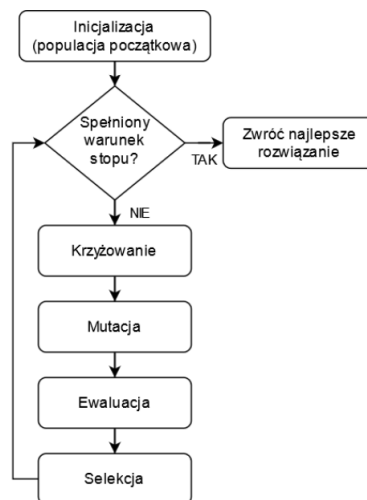 Inicjalizacja
(populacja początkowa)
Spełniony
warunek
stopu?
TAK
Zwróć najlepsze
rozwiązanie
NIE
Krzyżowanie
Mutacja
Ewaluacja
Selekcja